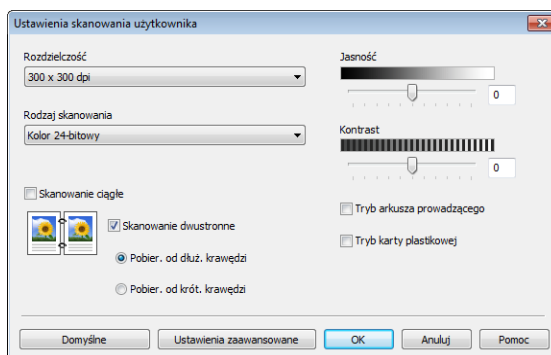 Ustawienia skanowania użytkownika
Rozdzielczość
300 x 300 dpi
Rodzaj skanowania
Kolor 24-bitowy
Skanowanie ciągłe
Skanowanie dwustronne
Pobier. od dłuż. krawędzi
Pobier. od krót. krawędzi
Jasność
0
Kontrast
0
Tryb arkusza prowadzącego
Tryb karty plastikowej
Domyślne
Ustawienia zaawansowane
OK
Anuluj
Pomoc